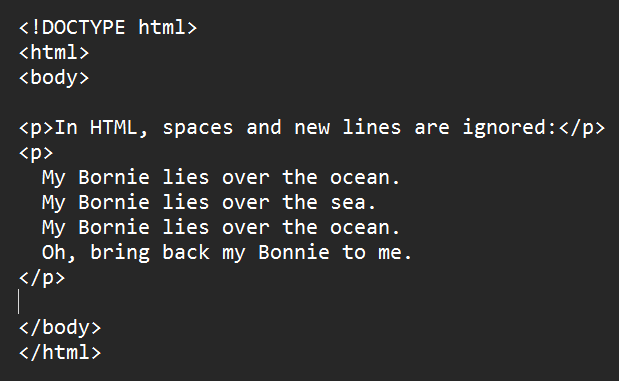 <!DOCTYPE html>
<html>
<body>

<p>In HTML, spaces and new lines are ignored:</p>
<p>
  My Bornie lies over the ocean.
  My Bornie lies over the sea.
  My Bornie lies over the ocean.
  Oh, bring back my Bonnie to me.
</p>

</body>
</html>